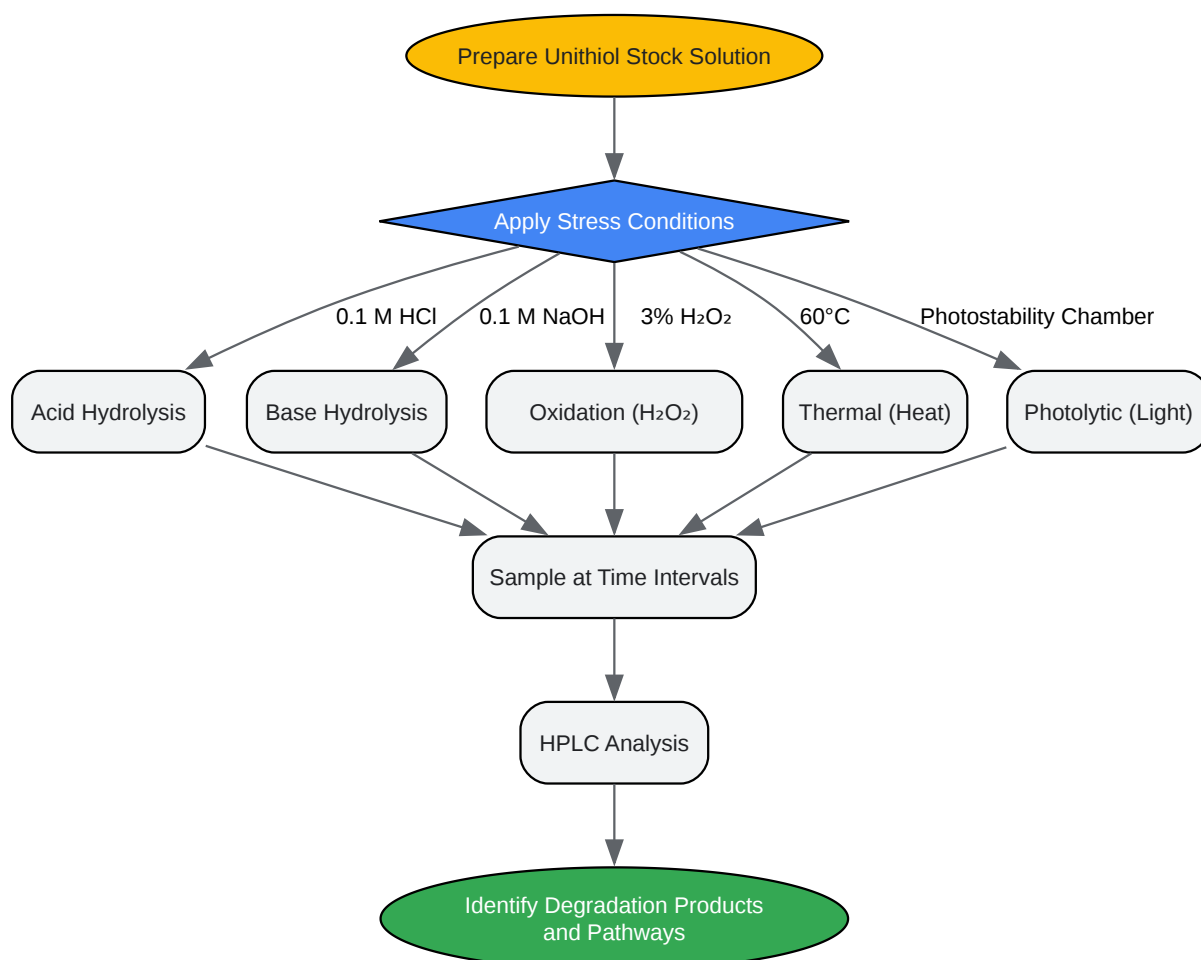 Prepare Unithiol Stock Solution
Apply Stress Conditions
0.1 M HCl
0.1 M NaOH
3% H₂O₂
60°C
Photostability Chamber
Acid Hydrolysis
Base Hydrolysis
Oxidation (H₂O₂)
Thermal (Heat)
Photolytic (Light)
Sample at Time Intervals
HPLC Analysis
Identify Degradation Products
and Pathways